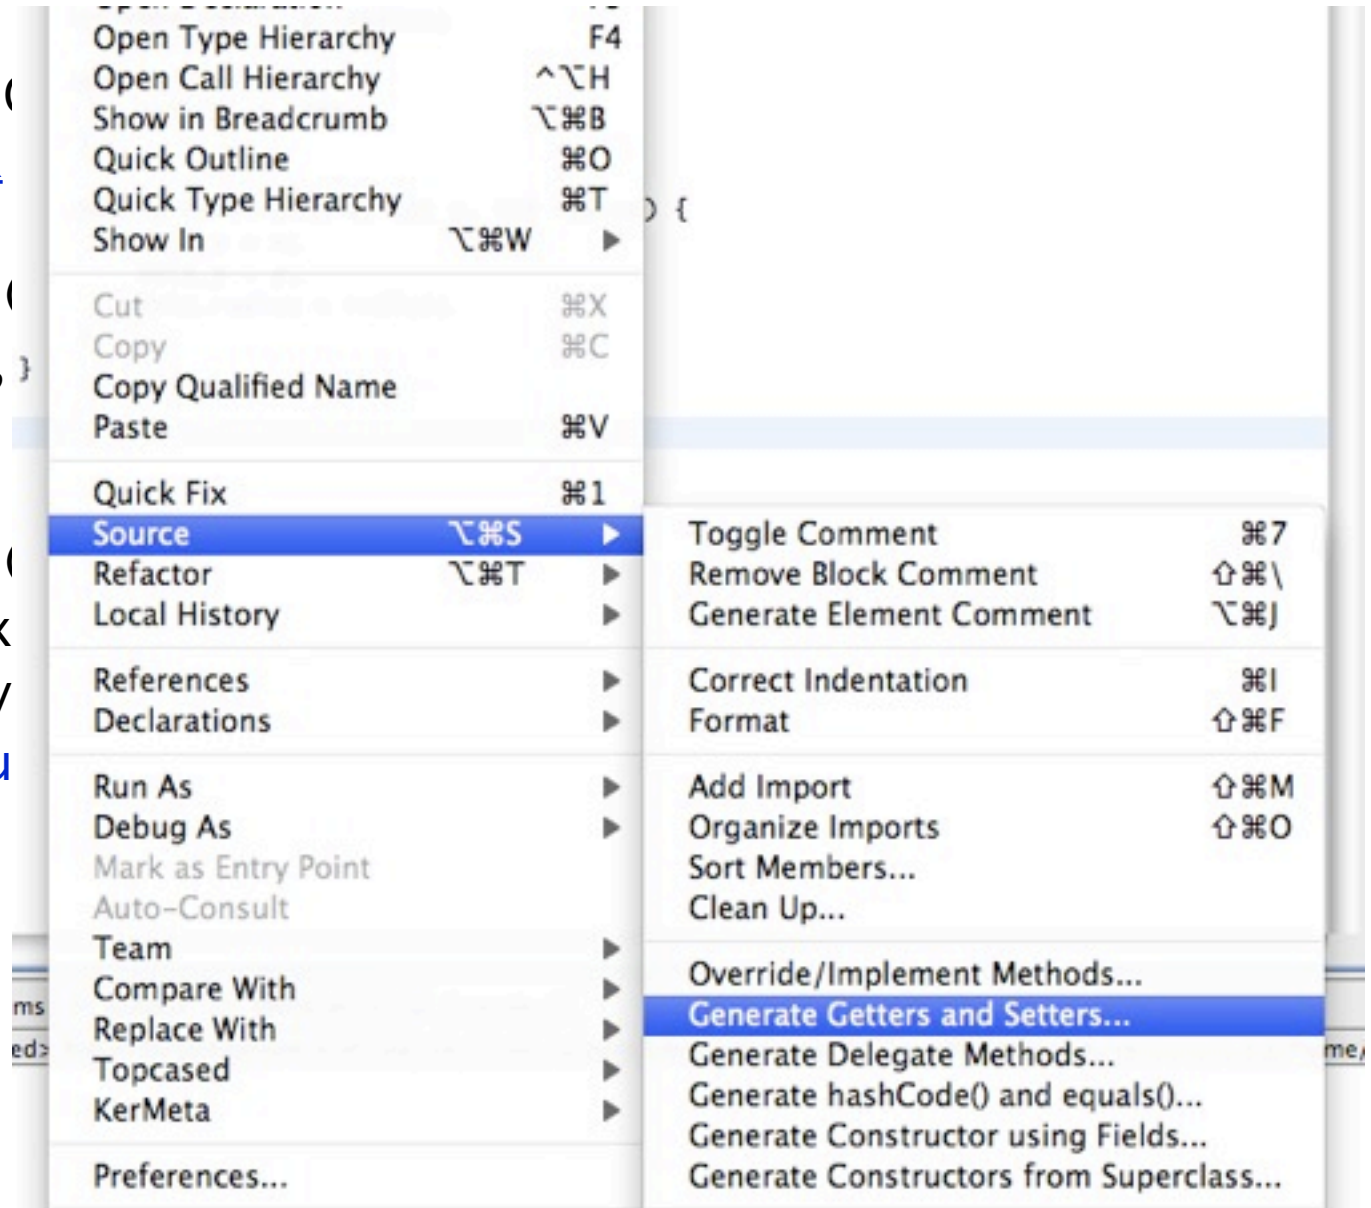 Open Type Hierarchy F4
Open Call Hierarchy ^⌥H
Show in Breadcrumb ⌥⌘B
Quick Outline ⌘O
Quick Type Hierarchy ⌘T
) {
Show In ⌥⌘W ▶
Cut ⌘X
Copy ⌘C
}
Copy Qualified Name
Paste ⌘V
Quick Fix ⌘1
Source ⌥⌘S ▶
Refactor ⌥⌘T ▶
Local History ▶
References ▶
Declarations ▶
Run As ▶
Debug As ▶
Mark as Entry Point
Auto-Consult
Team ▶
Compare With ▶
Replace With ▶
Topcased ▶
KerMeta ▶
Preferences...
Toggle Comment ⌘7
Remove Block Comment ⇧⌘\
Generate Element Comment ⌥⌘J
Correct Indentation ⌘I
Format ⇧⌘F
Add Import ⇧⌘M
Organize Imports ⇧⌘O
Sort Members...
Clean Up...
Override/Implement Methods...
Generate Getters and Setters...
Generate Delegate Methods...
Generate hashCode() and equals()...
Generate Constructor using Fields...
Generate Constructors from Superclass...